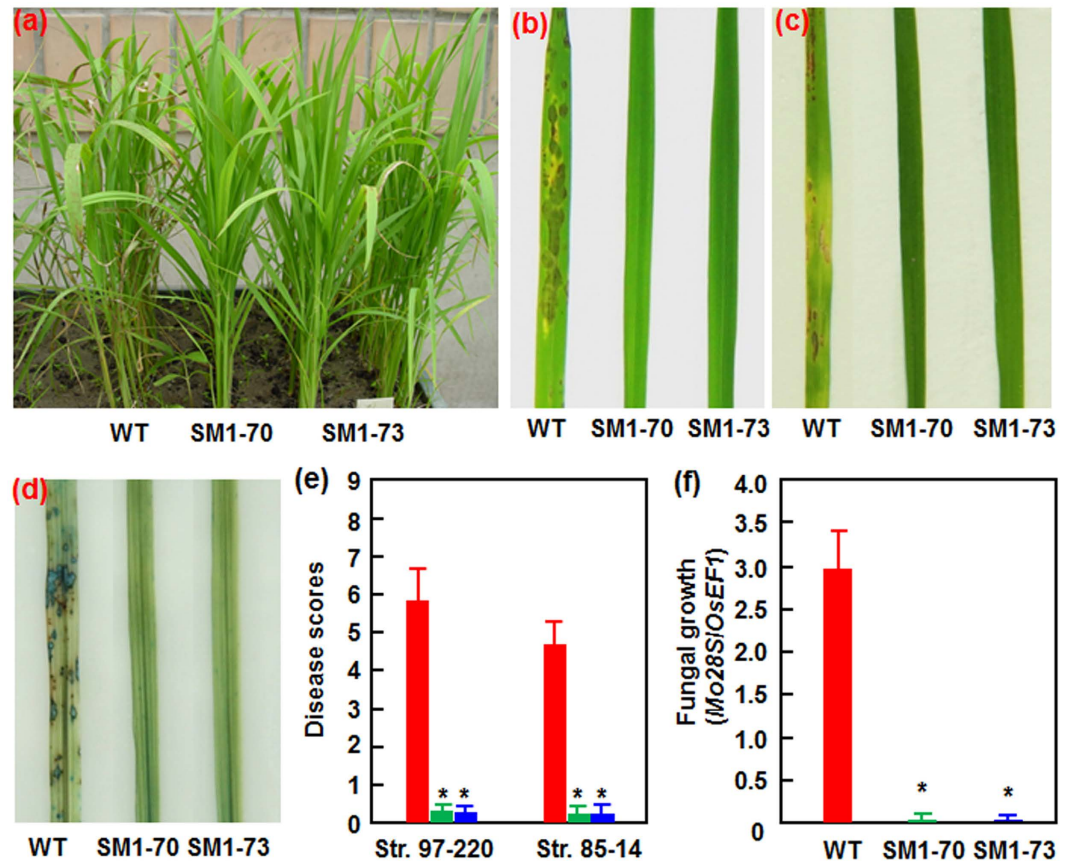 (a)
WT SM1-70 SM1-73
(b)
WT SM1-70 SM1-73
(c)
WT SM1-70 SM1-73
(d)
WT SM1-70 SM1-73
(e)
Disease scores
9
8
7
6
5
4
3
2
1
0
* * * *
Str. 97-220 Str. 85-14
(f)
Fungal growth
(Mo28S/OsEF1)
4.0
3.5
3.0
2.5
2.0
1.5
1.0
0.5
0
* *
WT SM1-70 SM1-73